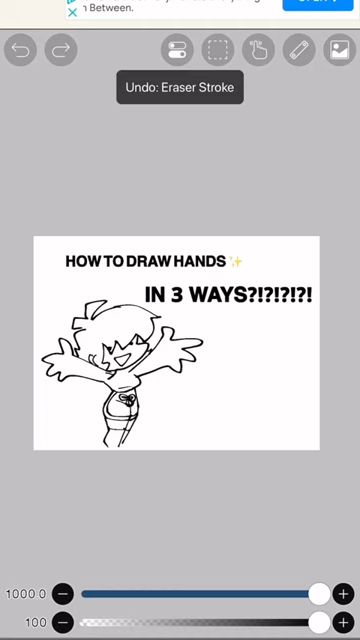 n Between.
Undo: Eraser Stroke
HOW TO DRAW HANDS ✨
IN 3 WAYS?!?!?!?!
1000.0
100